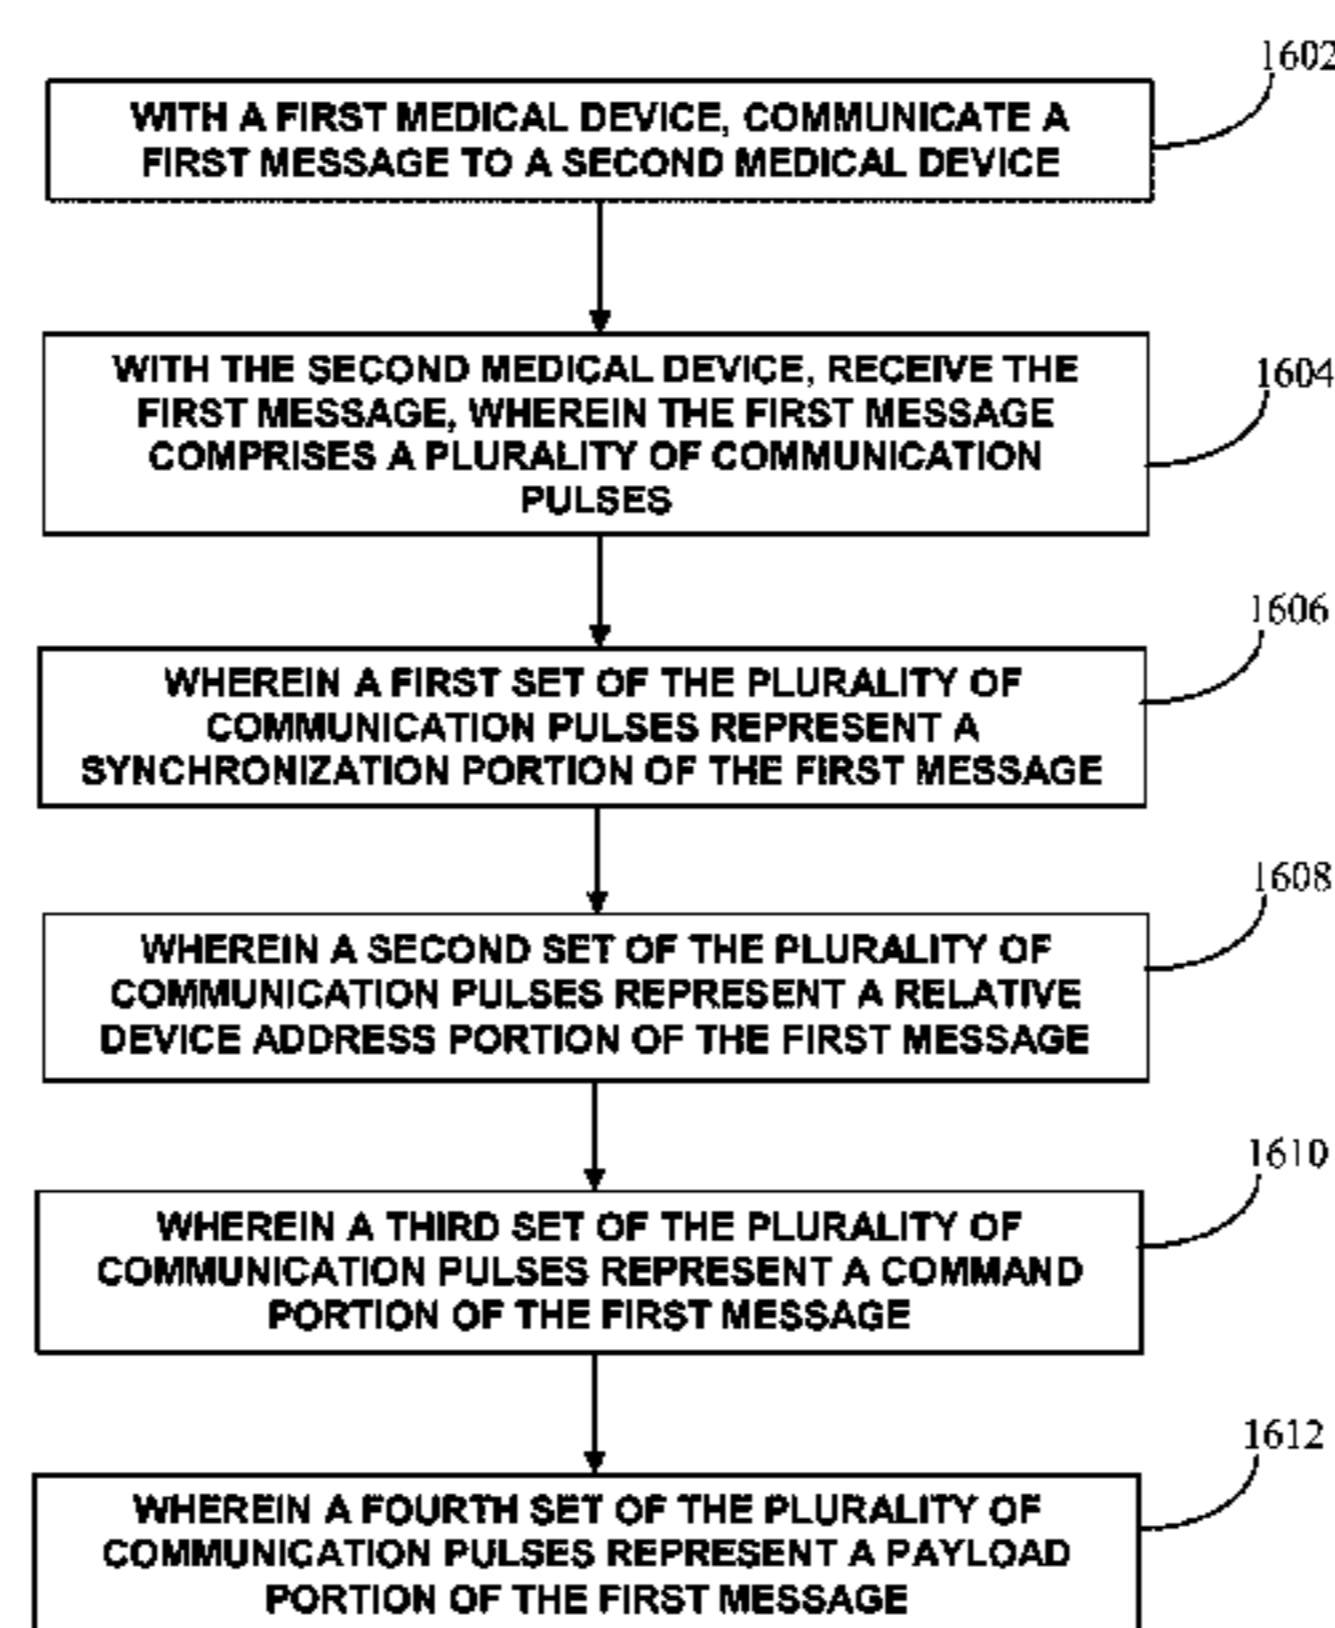 1602
WITH A FIRST MEDICAL DEVICE, COMMUNICATE A
FIRST MESSAGE TO A SECOND MEDICAL DEVICE
1604
WITH THE SECOND MEDICAL DEVICE, RECEIVE THE
FIRST MESSAGE, WHEREIN THE FIRST MESSAGE
COMPRISES A PLURALITY OF COMMUNICATION
PULSES
1606
WHEREIN A FIRST SET OF THE PLURALITY OF
COMMUNICATION PULSES REPRESENT A
SYNCHRONIZATION PORTION OF THE FIRST MESSAGE
1608
WHEREIN A SECOND SET OF THE PLURALITY OF
COMMUNICATION PULSES REPRESENT A RELATIVE
DEVICE ADDRESS PORTION OF THE FIRST MESSAGE
1610
WHEREIN A THIRD SET OF THE PLURALITY OF
COMMUNICATION PULSES REPRESENT A COMMAND
PORTION OF THE FIRST MESSAGE
1612
WHEREIN A FOURTH SET OF THE PLURALITY OF
COMMUNICATION PULSES REPRESENT A PAYLOAD
PORTION OF THE FIRST MESSAGE